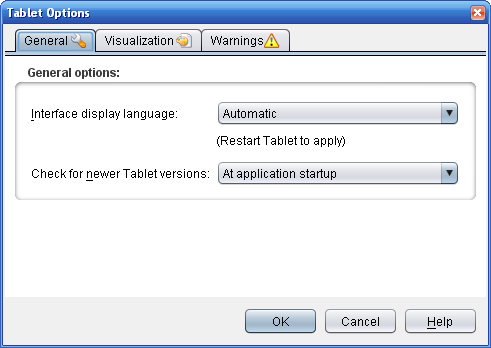 Tablet Options
General Visualization Warnings
General options:
Interface display language: Automatic
(Restart Tablet to apply)
Check for newer Tablet versions: At application startup
OK Cancel Help